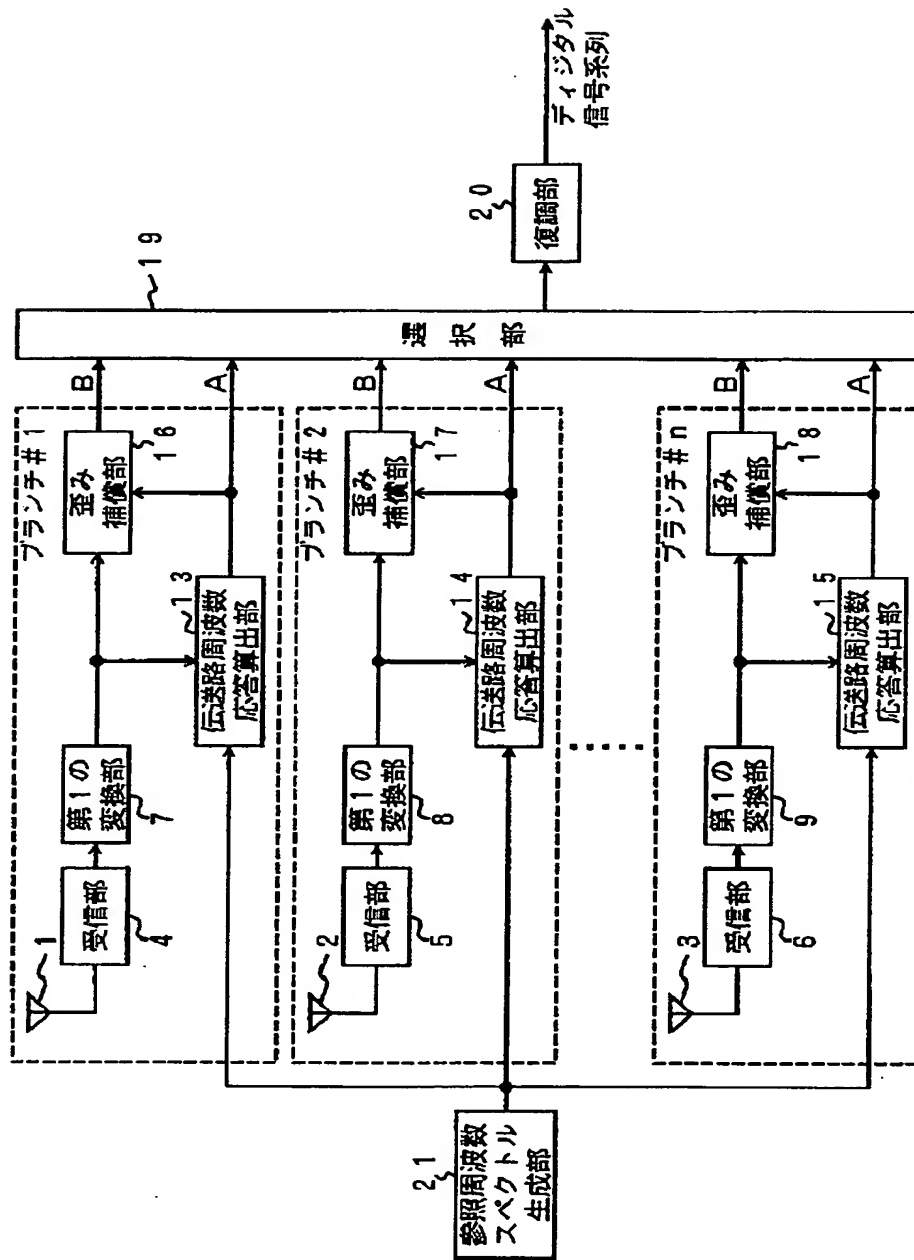 ブランチ#1
1
受信部
4
第1の
変換部
7
歪み
補償部
16
B
伝送路周波数
応答算出部
13
A
ブランチ#2
2
受信部
5
第1の
変換部
8
歪み
補償部
17
B
伝送路周波数
応答算出部
14
A
ブランチ#n
3
受信部
6
第1の
変換部
9
歪み
補償部
18
B
伝送路周波数
応答算出部
15
A
21
参照周波数
スペクトル
生成部
19
選択部
20
復調部
ディジタル
信号系列